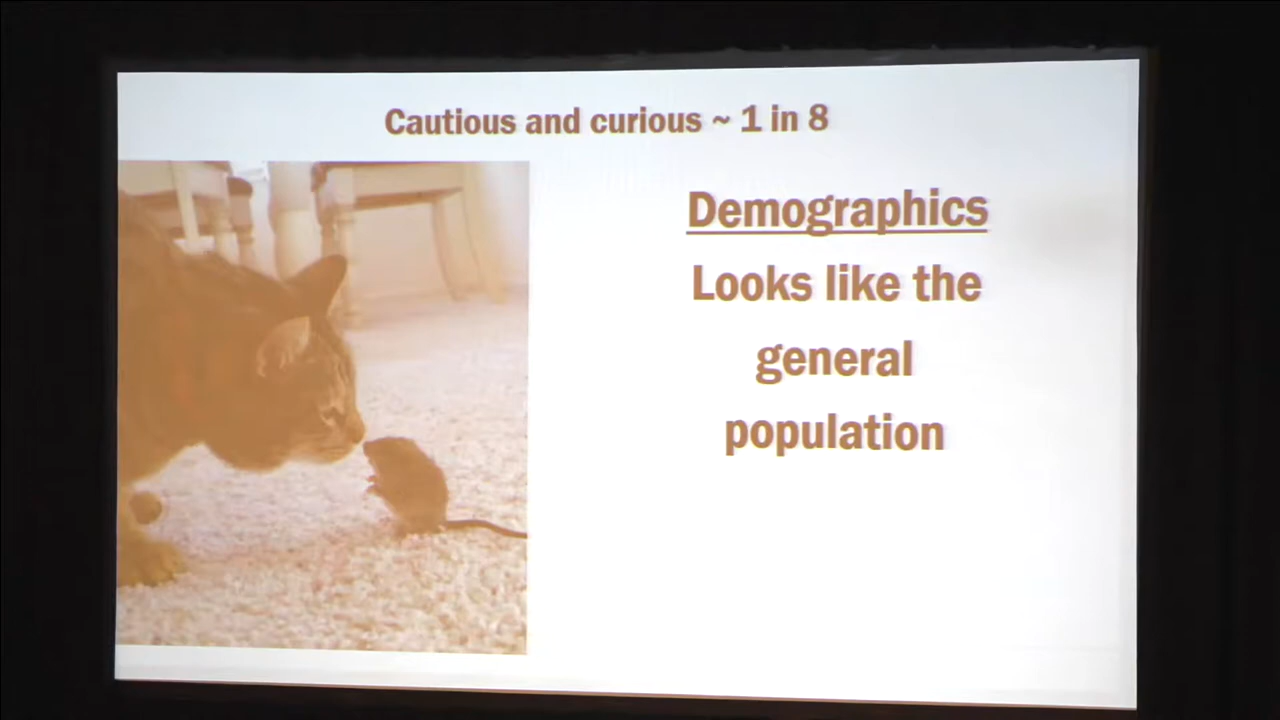 Cautious and curious ~ 1 in 8
Demographics
Looks like the
general
population